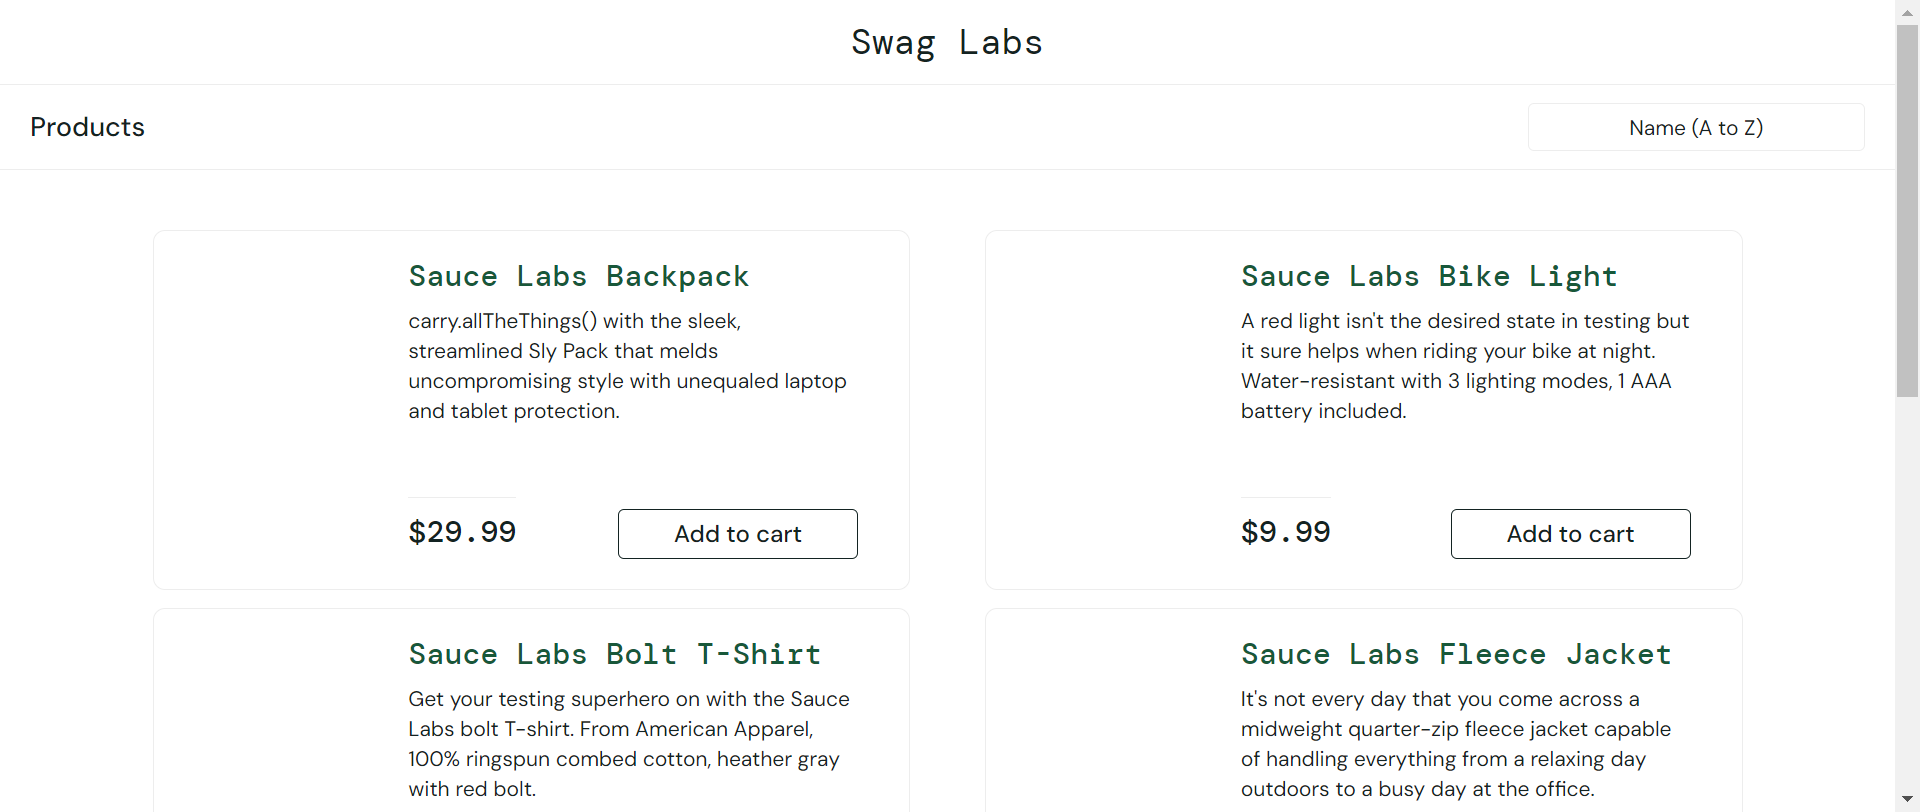 Swag Labs
Products
Name (A to Z)
Sauce Labs Backpack
carry.allTheThings() with the sleek,
streamlined Sly Pack that melds
uncompromising style with unequaled laptop
and tablet protection.
$29.99
Add to cart
Sauce Labs Bike Light
A red light isn't the desired state in testing but
it sure helps when riding your bike at night.
Water-resistant with 3 lighting modes, 1 AAA
battery included.
$9.99
Add to cart
Sauce Labs Bolt T-Shirt
Get your testing superhero on with the Sauce
Labs bolt T-shirt. From American Apparel,
100% ringspun combed cotton, heather gray
with red bolt.
Sauce Labs Fleece Jacket
It's not every day that you come across a
midweight quarter-zip fleece jacket capable
of handling everything from a relaxing day
outdoors to a busy day at the office.